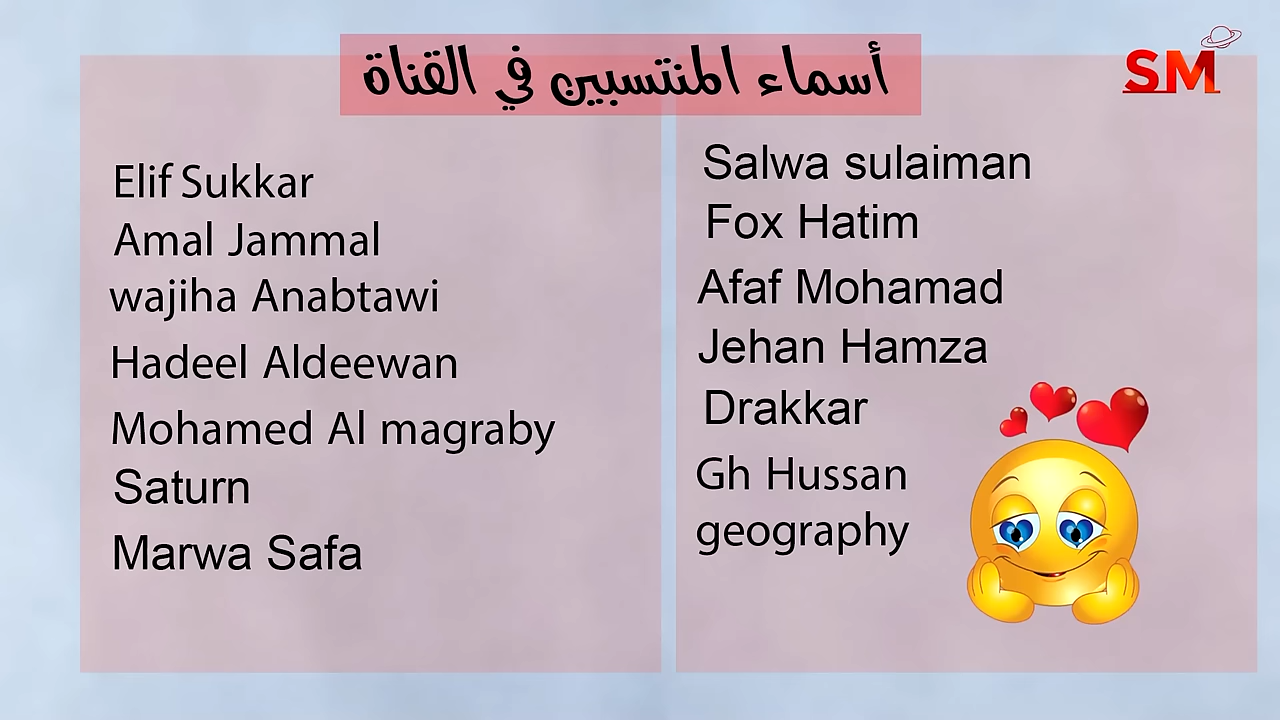 أسماء المنتسبين في القناة
SM
Elif Sukkar
Amal Jammal
wajiha Anabtawi
Hadeel Aldeewan
Mohamed Al magraby
Saturn
Marwa Safa
Salwa sulaiman
Fox Hatim
Afaf Mohamad
Jehan Hamza
Drakkar
Gh Hussan
geography